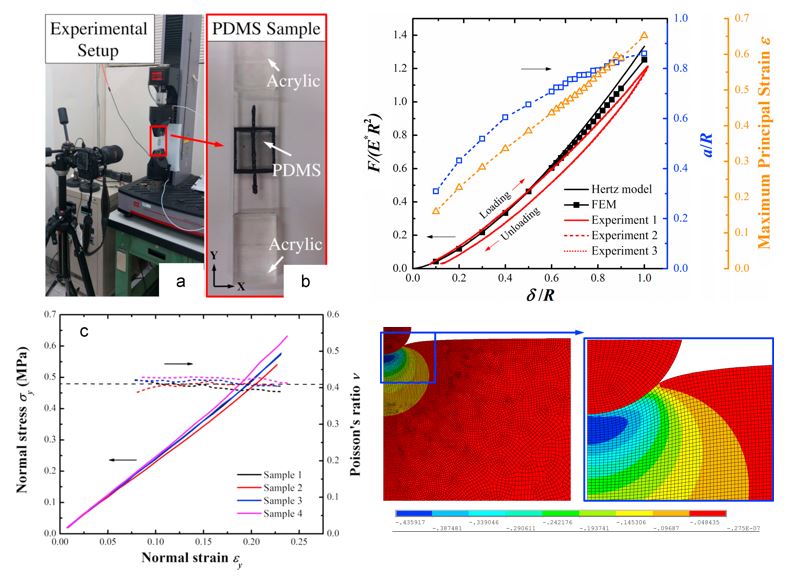 Experimental
Setup
PDMS Sample
Acrylic
PDMS
Acrylic
Y
X
a
b
F/(E*R²)
1.4
1.2
1.0
0.8
0.6
0.4
0.2
0.0
0.0 0.2 0.4 0.6 0.8 1.0
δ/R
1.0
0.8
0.6
0.4
0.2
0.0
a/R
0.7
0.6
0.5
0.4
0.3
0.2
0.1
0.0
Maximum Principal Strain ε
Loading
Unloading
Hertz model
FEM
Experiment 1
Experiment 2
Experiment 3
c
Normal stress σy (MPa)
0.7
0.6
0.5
0.4
0.3
0.2
0.1
0.0
0.00 0.05 0.10 0.15 0.20 0.25
Normal strain εy
0.6
0.5
0.4
0.3
0.2
0.1
0.0
Poisson's ratio ν
Sample 1
Sample 2
Sample 3
Sample 4
-.435917 -.339046 -.242176 -.145306 -.048435
-.387481 -.290611 -.193741 -.09687 -.275E-07